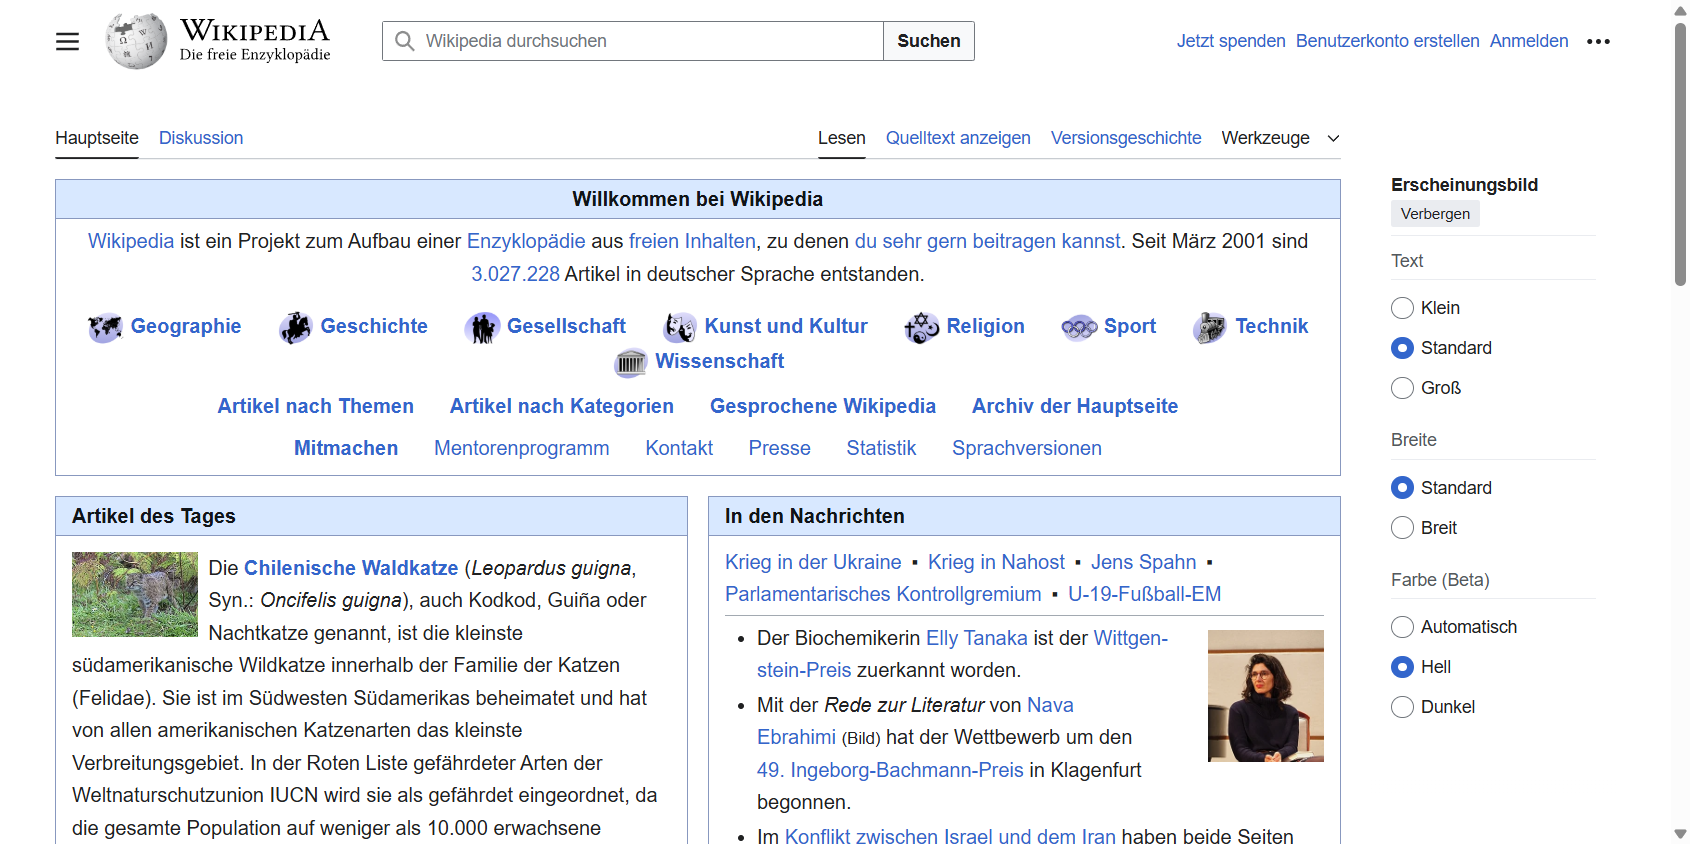 WIKIPEDIA
Die freie Enzyklopädie
Wikipedia durchsuchen
Suchen
Jetzt spenden
Benutzerkonto erstellen
Anmelden
Hauptseite
Diskussion
Lesen
Quelltext anzeigen
Versionsgeschichte
Werkzeuge
Willkommen bei Wikipedia
Wikipedia ist ein Projekt zum Aufbau einer Enzyklopädie aus freien Inhalten, zu denen du sehr gern beitragen kannst. Seit März 2001 sind
3.027.228 Artikel in deutscher Sprache entstanden.
Geographie Geschichte Gesellschaft Kunst und Kultur Religion Sport Technik
Wissenschaft
Artikel nach Themen Artikel nach Kategorien Gesprochene Wikipedia Archiv der Hauptseite
Mitmachen Mentorenprogramm Kontakt Presse Statistik Sprachversionen
Artikel des Tages
Die Chilenische Waldkatze (Leopardus guigna,
Syn.: Oncifelis guigna), auch Kodkod, Guiña oder
Nachtkatze genannt, ist die kleinste
südamerikanische Wildkatze innerhalb der Familie der Katzen
(Felidae). Sie ist im Südwesten Südamerikas beheimatet und hat
von allen amerikanischen Katzenarten das kleinste
Verbreitungsgebiet. In der Roten Liste gefährdeter Arten der
Weltnaturschutzunion IUCN wird sie als gefährdet eingeordnet, da
die gesamte Population auf weniger als 10.000 erwachsene
In den Nachrichten
Krieg in der Ukraine ▪ Krieg in Nahost ▪ Jens Spahn ▪
Parlamentarisches Kontrollgremium ▪ U-19-Fußball-EM
• Der Biochemikerin Elly Tanaka ist der Wittgen-
stein-Preis zuerkannt worden.
• Mit der Rede zur Literatur von Nava
Ebrahimi (Bild) hat der Wettbewerb um den
49. Ingeborg-Bachmann-Preis in Klagenfurt
begonnen.
• Im Konflikt zwischen Israel und dem Iran haben beide Seiten
Erscheinungsbild
Verbergen
Text
Klein
Standard
Groß
Breite
Standard
Breit
Farbe (Beta)
Automatisch
Hell
Dunkel